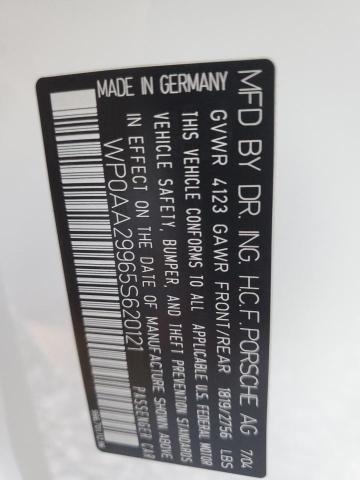 MFD BY DR. ING. H.C.F. PORSCHE AG 7/04
GVWR 4123 GAWR FRONT/REAR 1819/2756 LBS
THIS VEHICLE CONFORMS TO ALL APPLICABLE U.S. FEDERAL MOTOR
VEHICLE SAFETY, BUMPER, AND THEFT PREVENTION STANDARDS
IN EFFECT ON THE DATE OF MANUFACTURE SHOWN ABOVE.
WP0AA29965S620121 PASSENGER CAR
MADE IN GERMANY